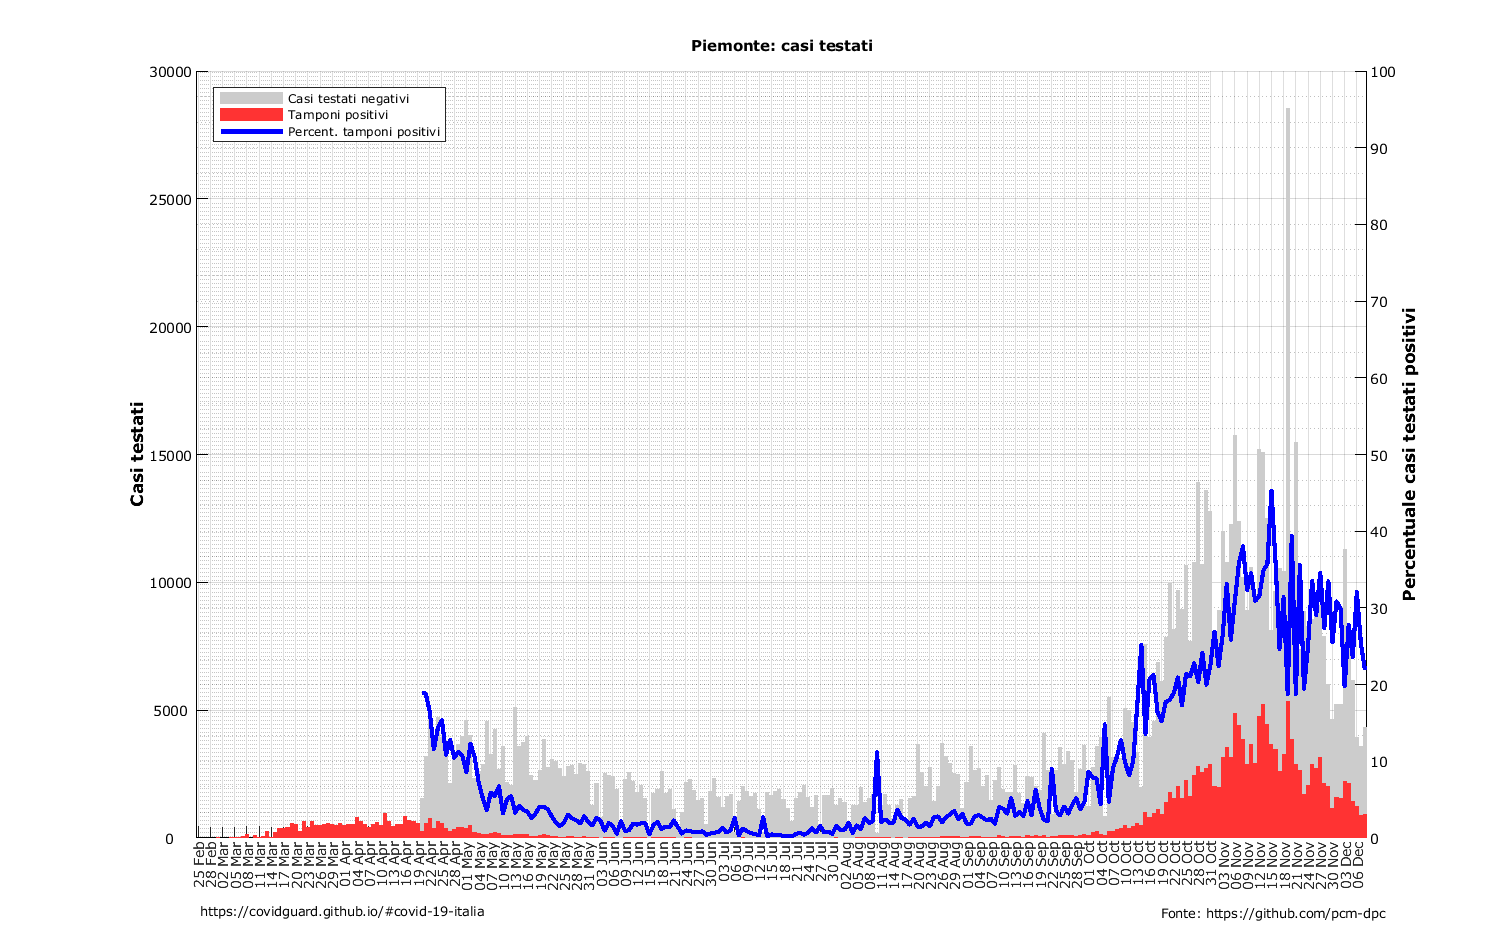 Piemonte: casi testati
Casi testati negativi
Tamponi positivi
Percent. tamponi positivi
Casi testati
30000
25000
20000
15000
10000
5000
0
100
90
80
70
60
50
40
30
20
10
0
Percentuale casi testati positivi
25 Feb
28 Feb
02 Mar
05 Mar
08 Mar
11 Mar
14 Mar
17 Mar
20 Mar
23 Mar
26 Mar
29 Mar
01 Apr
04 Apr
07 Apr
10 Apr
13 Apr
16 Apr
19 Apr
22 Apr
25 Apr
28 Apr
01 May
04 May
07 May
10 May
13 May
16 May
19 May
22 May
25 May
28 May
31 May
03 Jun
06 Jun
09 Jun
12 Jun
15 Jun
18 Jun
21 Jun
24 Jun
27 Jun
30 Jun
03 Jul
06 Jul
09 Jul
12 Jul
15 Jul
18 Jul
21 Jul
24 Jul
27 Jul
30 Jul
02 Aug
05 Aug
08 Aug
11 Aug
14 Aug
17 Aug
20 Aug
23 Aug
26 Aug
29 Aug
01 Sep
04 Sep
07 Sep
10 Sep
13 Sep
16 Sep
19 Sep
22 Sep
25 Sep
28 Sep
01 Oct
04 Oct
07 Oct
10 Oct
13 Oct
16 Oct
19 Oct
22 Oct
25 Oct
28 Oct
31 Oct
03 Nov
06 Nov
09 Nov
12 Nov
15 Nov
18 Nov
21 Nov
24 Nov
27 Nov
30 Nov
03 Dec
06 Dec
https://covidguard.github.io/#covid-19-italia
Fonte: https://github.com/pcm-dpc